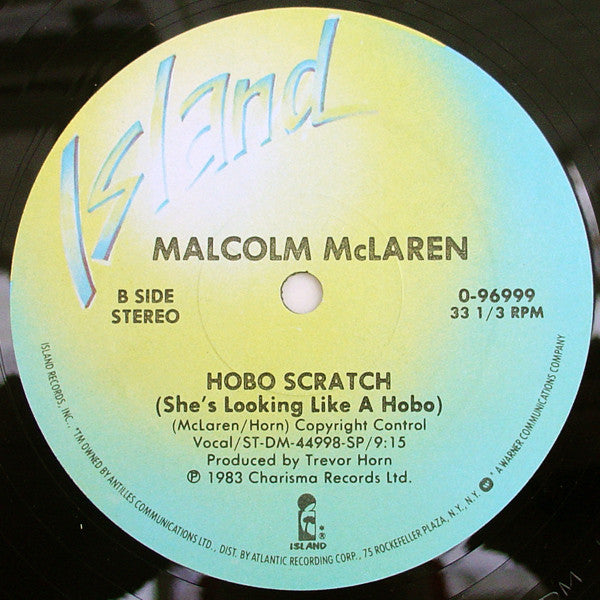 Island
MALCOLM McLAREN
B SIDE
STEREO
0-96999
33 1/3 RPM
HOBO SCRATCH
(She's Looking Like A Hobo)
(McLaren/Horn) Copyright Control
Vocal/ST-DM-44998-SP/9:15
Produced by Trevor Horn
℗ 1983 Charisma Records Ltd.
ISLAND
ISLAND RECORDS, INC., *TM OWNED BY ANTILLES COMMUNICATIONS LTD., DIST. BY ATLANTIC RECORDING CORP., 75 ROCKEFELLER PLAZA, N.Y., N.Y. * A WARNER COMMUNICATIONS COMPANY